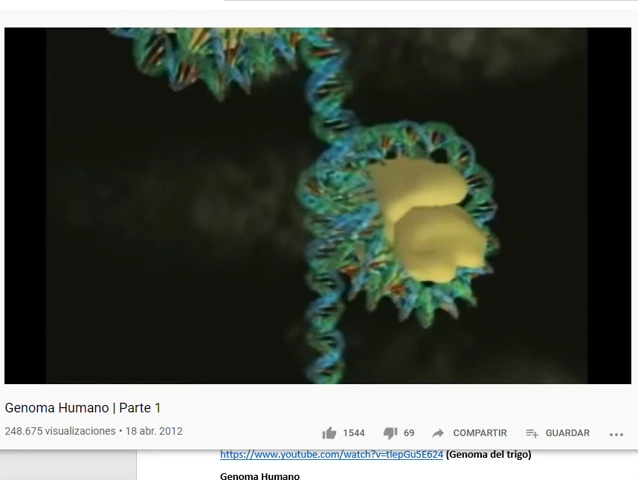 Genoma Humano | Parte 1
248.675 visualizaciones • 18 abr. 2012
1544 69 COMPARTIR GUARDAR
https://www.youtube.com/watch?v=tlepGu5E624 (Genoma del trigo)
Genoma Humano